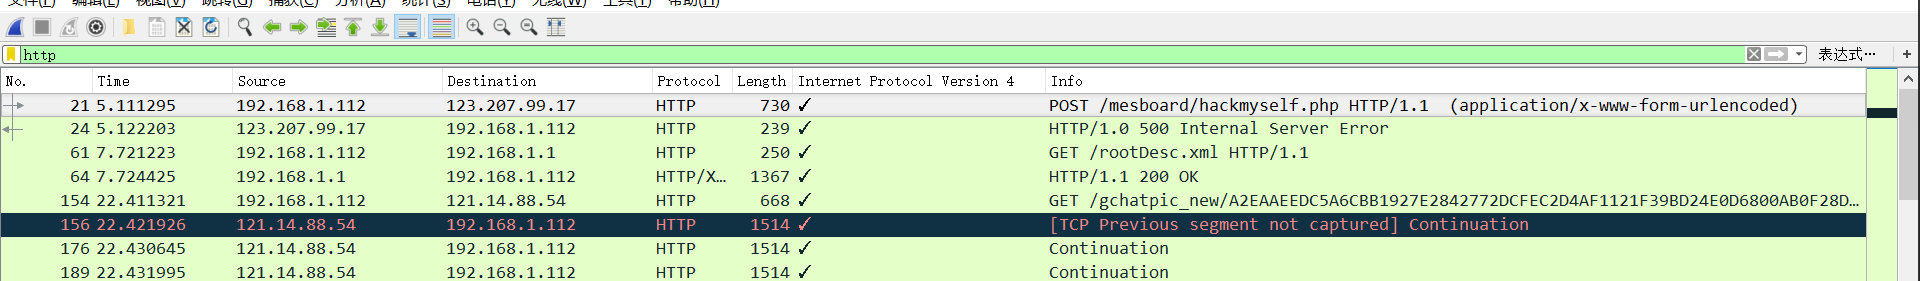 文件(F) 编辑(E) 视图(V) 跳转(G) 捕获(C) 分析(A) 统计(S) 电话(Y) 无线(W) 工具(T) 帮助(H)
http 表达式…
No. Time Source Destination Protocol Length Internet Protocol Version 4 Info
21 5.111295 192.168.1.112 123.207.99.17 HTTP 730 ✓ POST /mesboard/hackmyself.php HTTP/1.1 (application/x-www-form-urlencoded)
24 5.122203 123.207.99.17 192.168.1.112 HTTP 239 ✓ HTTP/1.0 500 Internal Server Error
61 7.721223 192.168.1.112 192.168.1.1 HTTP 250 ✓ GET /rootDesc.xml HTTP/1.1
64 7.724425 192.168.1.1 192.168.1.112 HTTP/X… 1367 ✓ HTTP/1.1 200 OK
154 22.411321 192.168.1.112 121.14.88.54 HTTP 668 ✓ GET /gchatpic_new/A2EAAEEDC5A6CBB1927E2842772DCFEC2D4AF1121F39BD24E0D6800AB0F28D…
156 22.421926 121.14.88.54 192.168.1.112 HTTP 1514 ✓ [TCP Previous segment not captured] Continuation
176 22.430645 121.14.88.54 192.168.1.112 HTTP 1514 ✓ Continuation
189 22.431995 121.14.88.54 192.168.1.112 HTTP 1514 ✓ Continuation